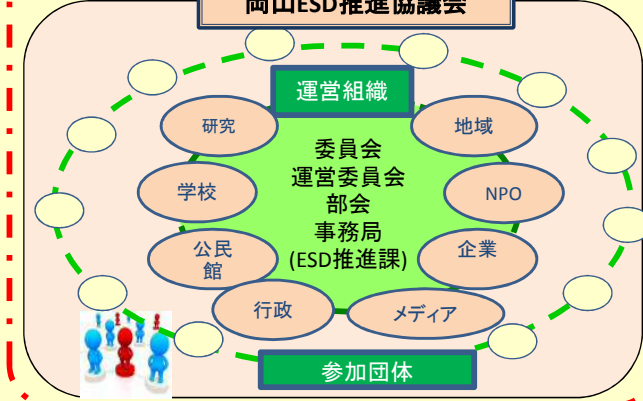 岡山ESD推進協議会
運営組織
研究
地域
学校
NPO
公民
館
企業
行政
メディア
委員会
運営委員会
部会
事務局
(ESD推進課)
参加団体